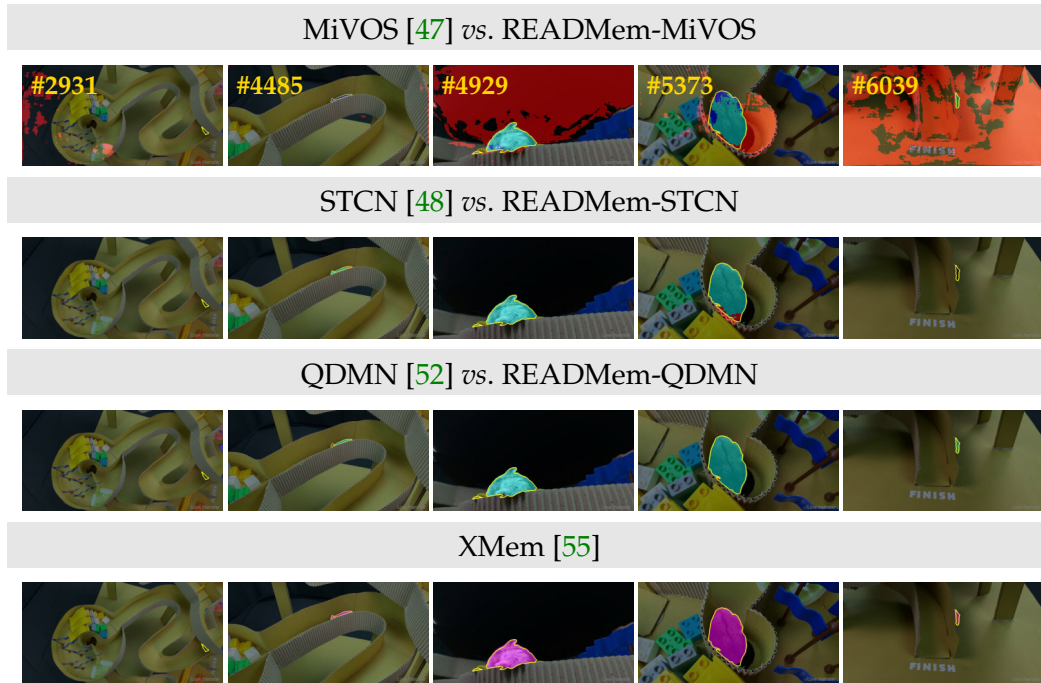 MiVOS [47] vs. READMem-MiVOS
#2931 #4485 #4929 #5373 #6039
FINISH
STCN [48] vs. READMem-STCN
FINISH
QDMN [52] vs. READMem-QDMN
FINISH
XMem [55]
FINISH